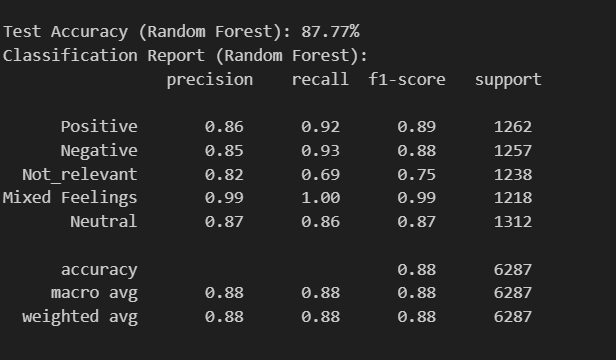 Test Accuracy (Random Forest): 87.77%
Classification Report (Random Forest):
precision recall f1-score support
Positive 0.86 0.92 0.89 1262
Negative 0.85 0.93 0.88 1257
Not_relevant 0.82 0.69 0.75 1238
Mixed Feelings 0.99 1.00 0.99 1218
Neutral 0.87 0.86 0.87 1312
accuracy 0.88 6287
macro avg 0.88 0.88 0.88 6287
weighted avg 0.88 0.88 0.88 6287